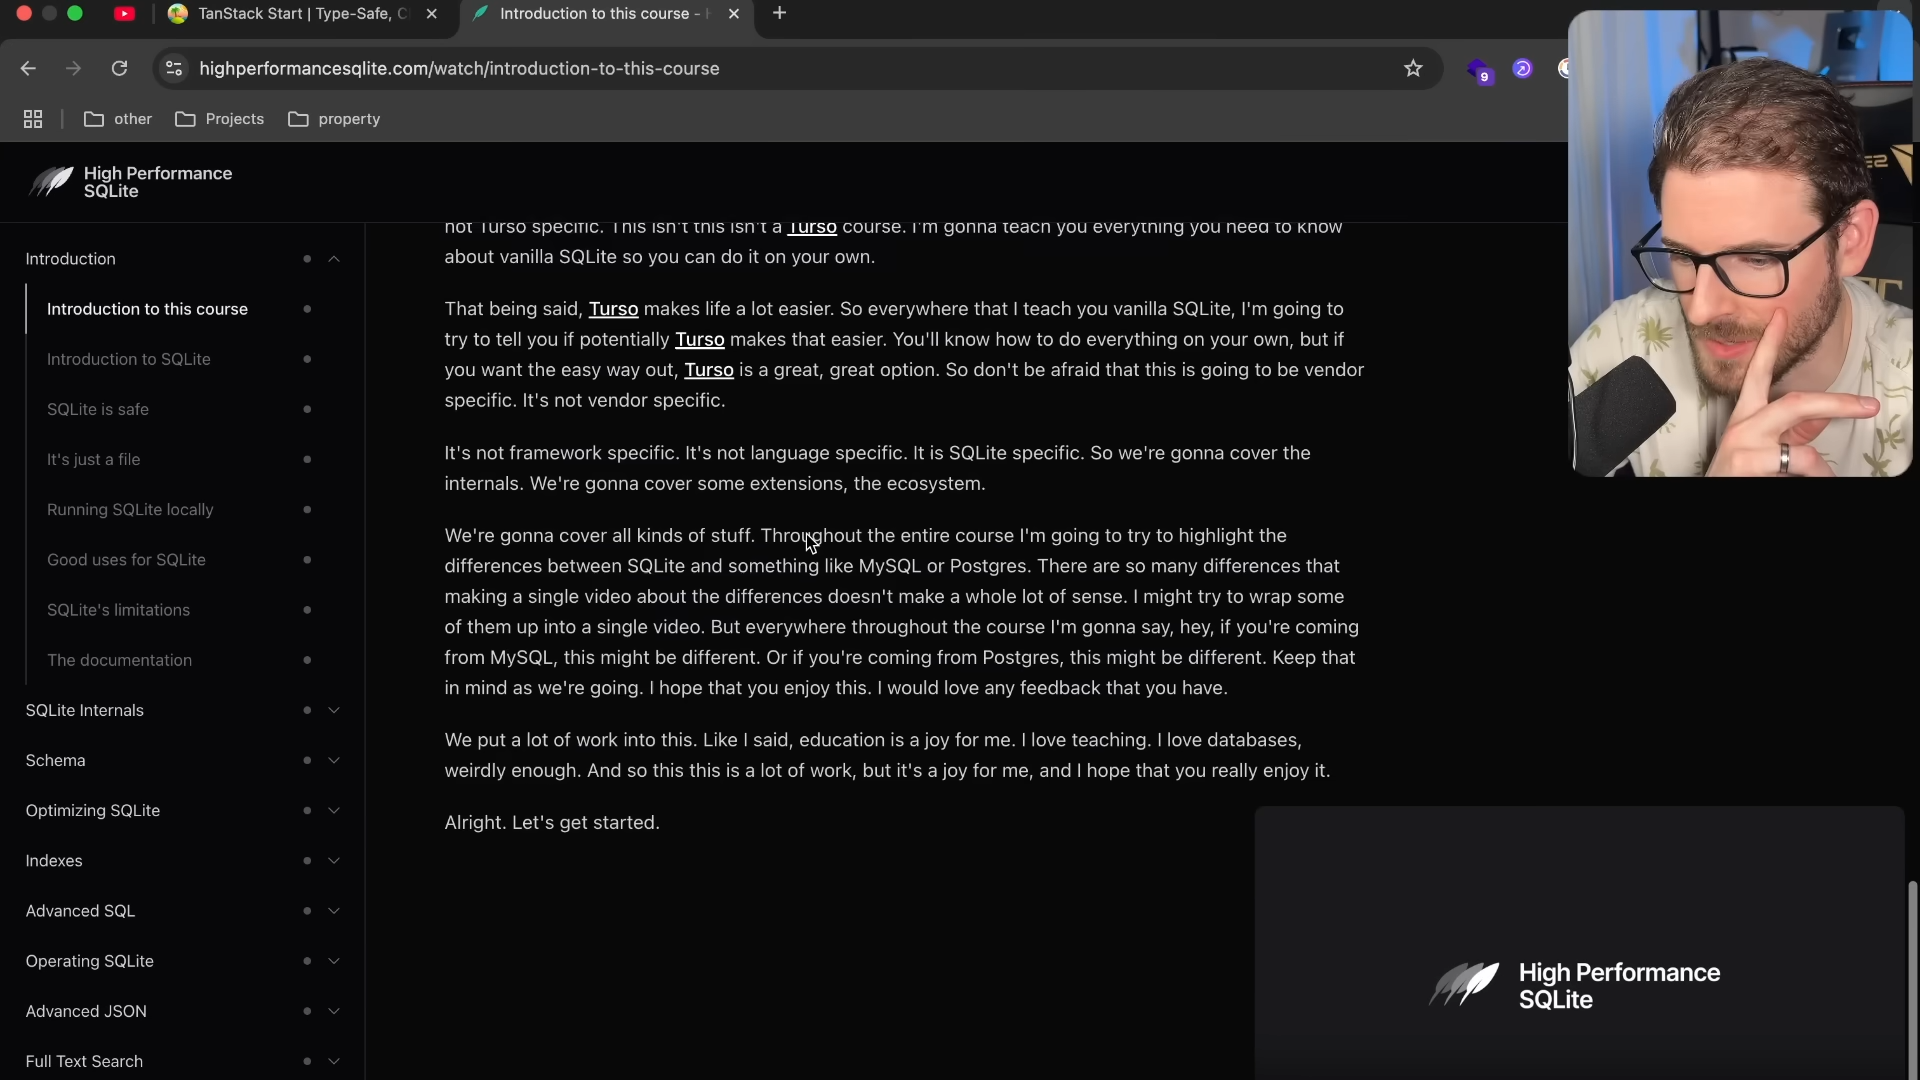 TanStack Start | Type-Safe, C
Introduction to this course -
highperformancesqlite.com/watch/introduction-to-this-course
9
other
Projects
property
High Performance
SQLite
Introduction
Introduction to this course
Introduction to SQLite
SQLite is safe
It's just a file
Running SQLite locally
Good uses for SQLite
SQLite's limitations
The documentation
SQLite Internals
Schema
Optimizing SQLite
Indexes
Advanced SQL
Operating SQLite
Advanced JSON
Full Text Search
not Turso specific. This isn't this isn't a Turso course. I'm gonna teach you everything you need to know
about vanilla SQLite so you can do it on your own.
That being said, Turso makes life a lot easier. So everywhere that I teach you vanilla SQLite, I'm going to
try to tell you if potentially Turso makes that easier. You'll know how to do everything on your own, but if
you want the easy way out, Turso is a great, great option. So don't be afraid that this is going to be vendor
specific. It's not vendor specific.
It's not framework specific. It's not language specific. It is SQLite specific. So we're gonna cover the
internals. We're gonna cover some extensions, the ecosystem.
We're gonna cover all kinds of stuff. Throughout the entire course I'm going to try to highlight the
differences between SQLite and something like MySQL or Postgres. There are so many differences that
making a single video about the differences doesn't make a whole lot of sense. I might try to wrap some
of them up into a single video. But everywhere throughout the course I'm gonna say, hey, if you're coming
from MySQL, this might be different. Or if you're coming from Postgres, this might be different. Keep that
in mind as we're going. I hope that you enjoy this. I would love any feedback that you have.
We put a lot of work into this. Like I said, education is a joy for me. I love teaching. I love databases,
weirdly enough. And so this this is a lot of work, but it's a joy for me, and I hope that you really enjoy it.
Alright. Let's get started.
High Performance
SQLite